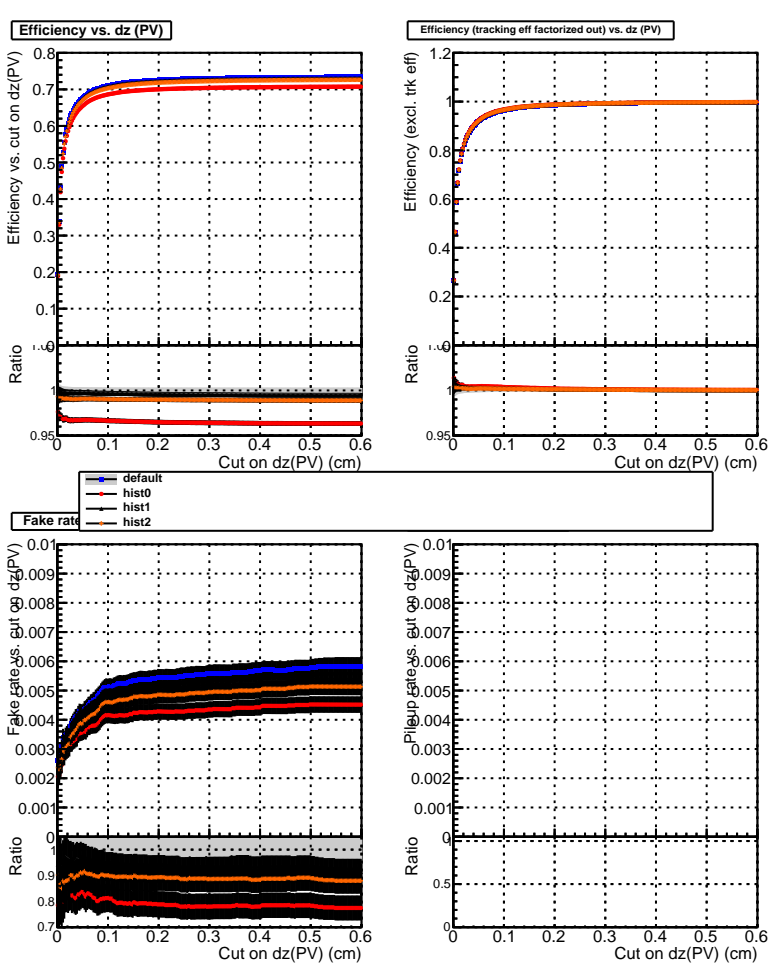 Efficiency vs. dz (PV)
Efficiency vs. cut on dz(PV)
0.8
0.7
0.6
0.5
0.4
0.3
0.2
0.1
0
Ratio
1
0.95
0 0.1 0.2 0.3 0.4 0.5 0.6
Cut on dz(PV) (cm)
Efficiency (tracking eff factorized out) vs. dz (PV)
Efficiency (excl. trk eff)
1.2
1
0.8
0.6
0.4
0.2
0
Ratio
1
0.95
0 0.1 0.2 0.3 0.4 0.5 0.6
Cut on dz(PV) (cm)
default
hist0
hist1
hist2
Fake rate
Fake rate vs. cut on dz(PV)
0.01
0.009
0.008
0.007
0.006
0.005
0.004
0.003
0.002
0.001
0
Ratio
1
0.9
0.8
0.7
0 0.1 0.2 0.3 0.4 0.5 0.6
Cut on dz(PV) (cm)
Pileup rate vs. cut on dz(PV)
0.01
0.009
0.008
0.007
0.006
0.005
0.004
0.003
0.002
0.001
0
Ratio
1
0.5
0
0 0.1 0.2 0.3 0.4 0.5 0.6
Cut on dz(PV) (cm)